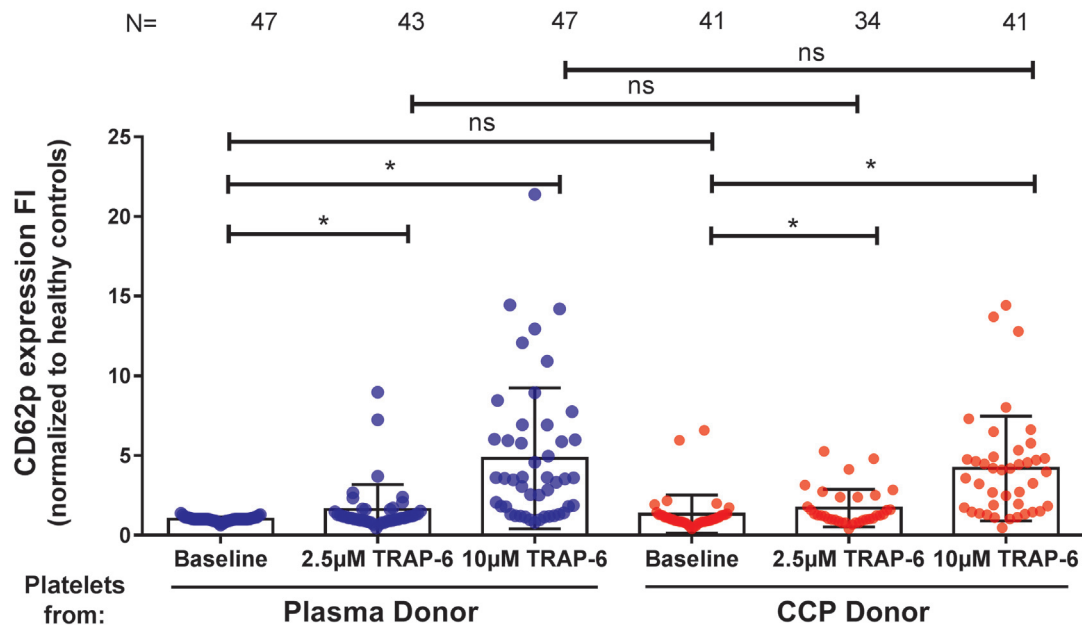 N= 47 43 47 41 34 41
ns
ns
ns
* *
* *
CD62p expression FI
(normalized to healthy controls)
25
20
15
10
5
0
Baseline 2.5µM TRAP-6 10µM TRAP-6 Baseline 2.5µM TRAP-6 10µM TRAP-6
Platelets
from: Plasma Donor CCP Donor